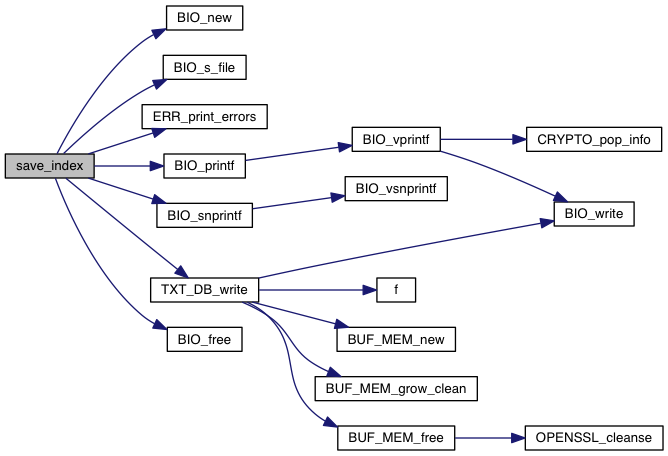 BIO_new
BIO_s_file
ERR_print_errors
BIO_vprintf
CRYPTO_pop_info
save_index
BIO_printf
BIO_vsnprintf
BIO_snprintf
BIO_write
TXT_DB_write
f
BIO_free
BUF_MEM_new
BUF_MEM_grow_clean
BUF_MEM_free
OPENSSL_cleanse